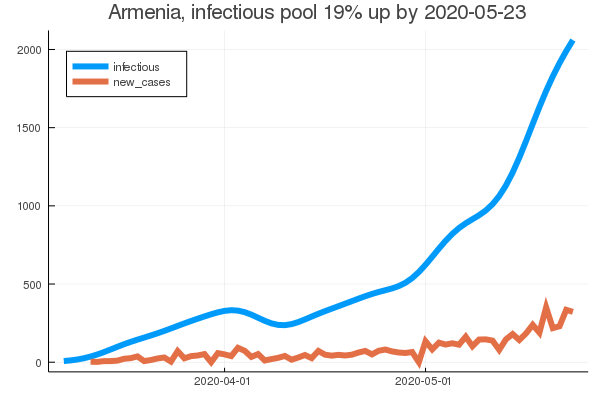 Armenia, infectious pool 19% up by 2020-05-23
2000
infectious
new_cases
1500
1000
500
0
2020-04-01
2020-05-01